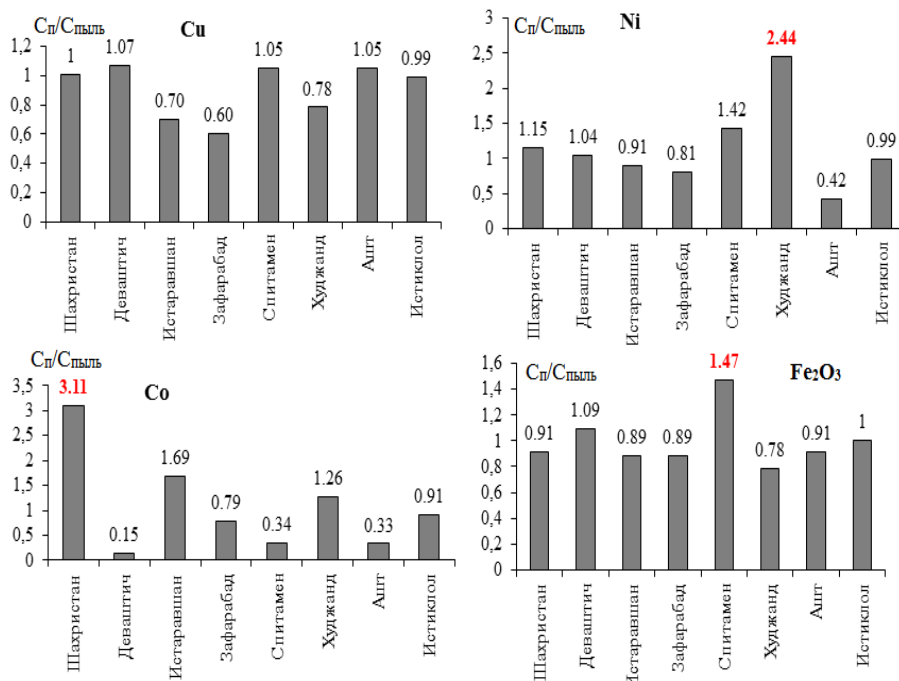 Cп/Cпыль
Cu
1,2
1
0,8
0,6
0,4
0,2
0
1
1.07
0.70
0.60
1.05
0.78
1.05
0.99
Шахристан
Деваштич
Истаравшан
Зафарабад
Спитамен
Худжанд
Ашт
Истиклол
Cп/Cпыль
Ni
3
2,5
2
1,5
1
0,5
0
1.15
1.04
0.91
0.81
1.42
2.44
0.42
0.99
Шахристан
Деваштич
Истаравшан
Зафарабад
Спитамен
Худжанд
Ашт
Истиклол
Cп/Cпыль
Co
3,5
3
2,5
2
1,5
1
0,5
0
3.11
0.15
1.69
0.79
0.34
1.26
0.33
0.91
Шахристан
Деваштич
Истаравшан
Зафарабад
Спитамен
Худжанд
Ашт
Истиклол
Cп/Cпыль
Fe₂O₃
1,6
1,4
1,2
1
0,8
0,6
0,4
0,2
0
0.91
1.09
0.89
0.89
1.47
0.78
0.91
1
Шахристан
Деваштич
Истаравшан
Зафарабад
Спитамен
Худжанд
Ашт
Истиклол